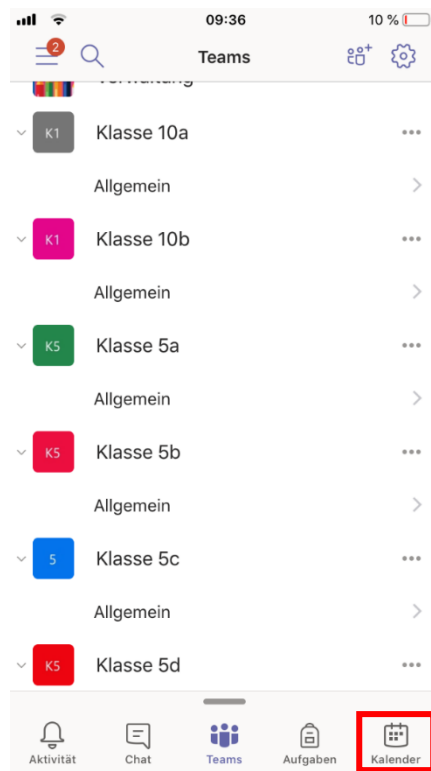 09:36
10 %
2
Teams
Verwaltung
K1 Klasse 10a
Allgemein
K1 Klasse 10b
Allgemein
K5 Klasse 5a
Allgemein
K5 Klasse 5b
Allgemein
5 Klasse 5c
Allgemein
K5 Klasse 5d
Aktivität Chat Teams Aufgaben Kalender